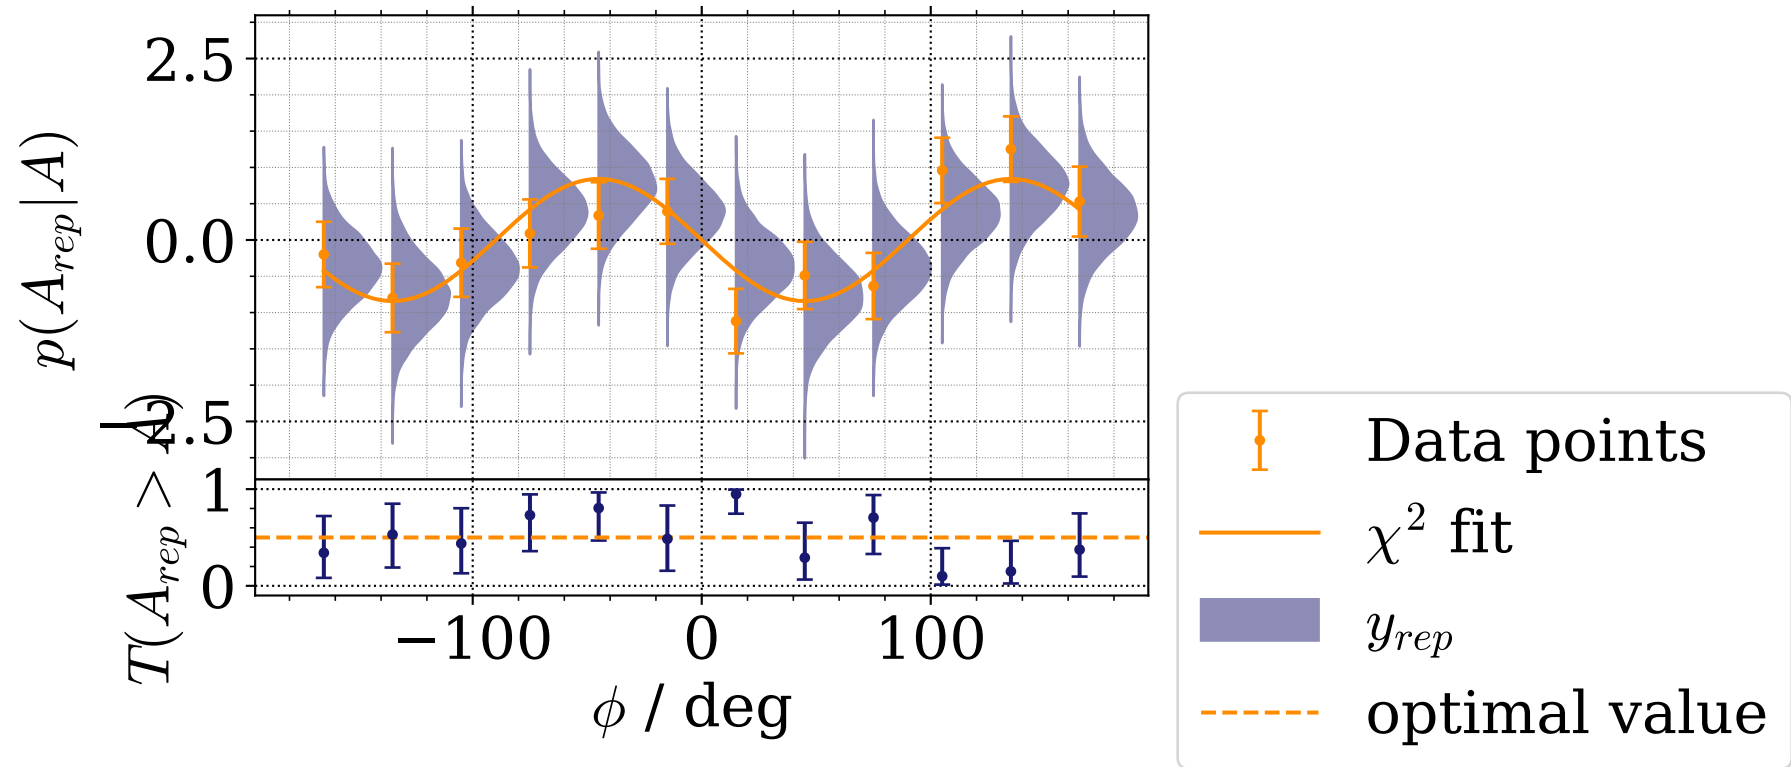 p(A_rep|A)
2.5
0.0
−2.5
T(A_rep > A)
1
0
−100 0 100
ϕ / deg
Data points
χ² fit
y_rep
optimal value